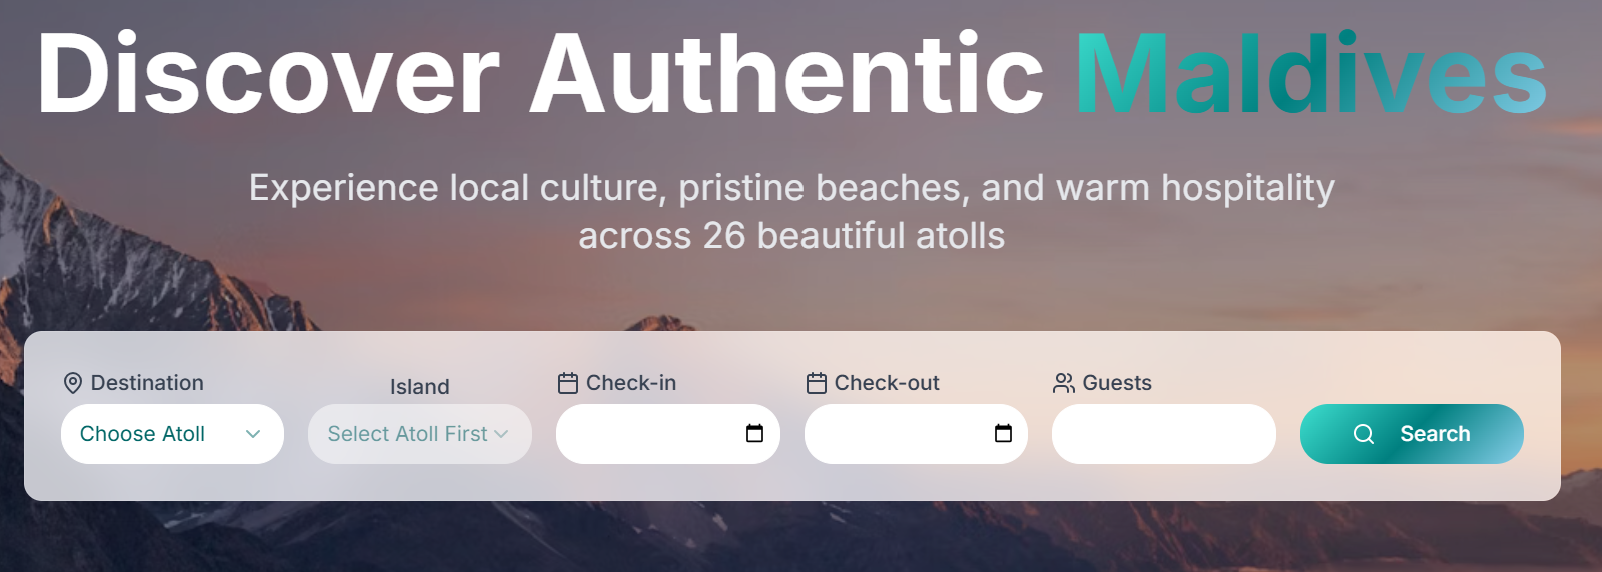 Discover Authentic Maldives
Experience local culture, pristine beaches, and warm hospitality
across 26 beautiful atolls
Destination
Island
Check-in
Check-out
Guests
Choose Atoll
Select Atoll First
Search